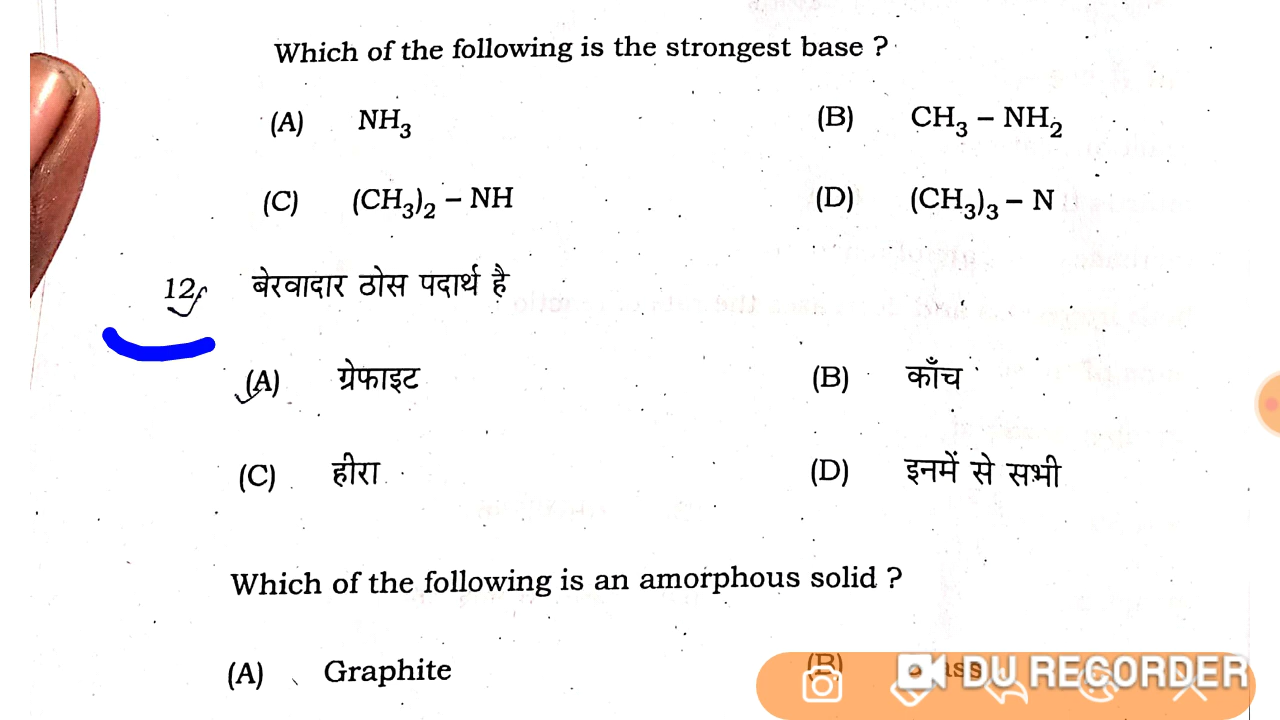 Which of the following is the strongest base ?
(A) NH₃ (B) CH₃ – NH₂
(C) (CH₃)₂ – NH (D) (CH₃)₃ – N
12. बेरवादार ठोस पदार्थ है
(A) ग्रेफाइट (B) काँच
(C) हीरा (D) इनमें से सभी
Which of the following is an amorphous solid ?
(A) Graphite (B)
DU RECORDER